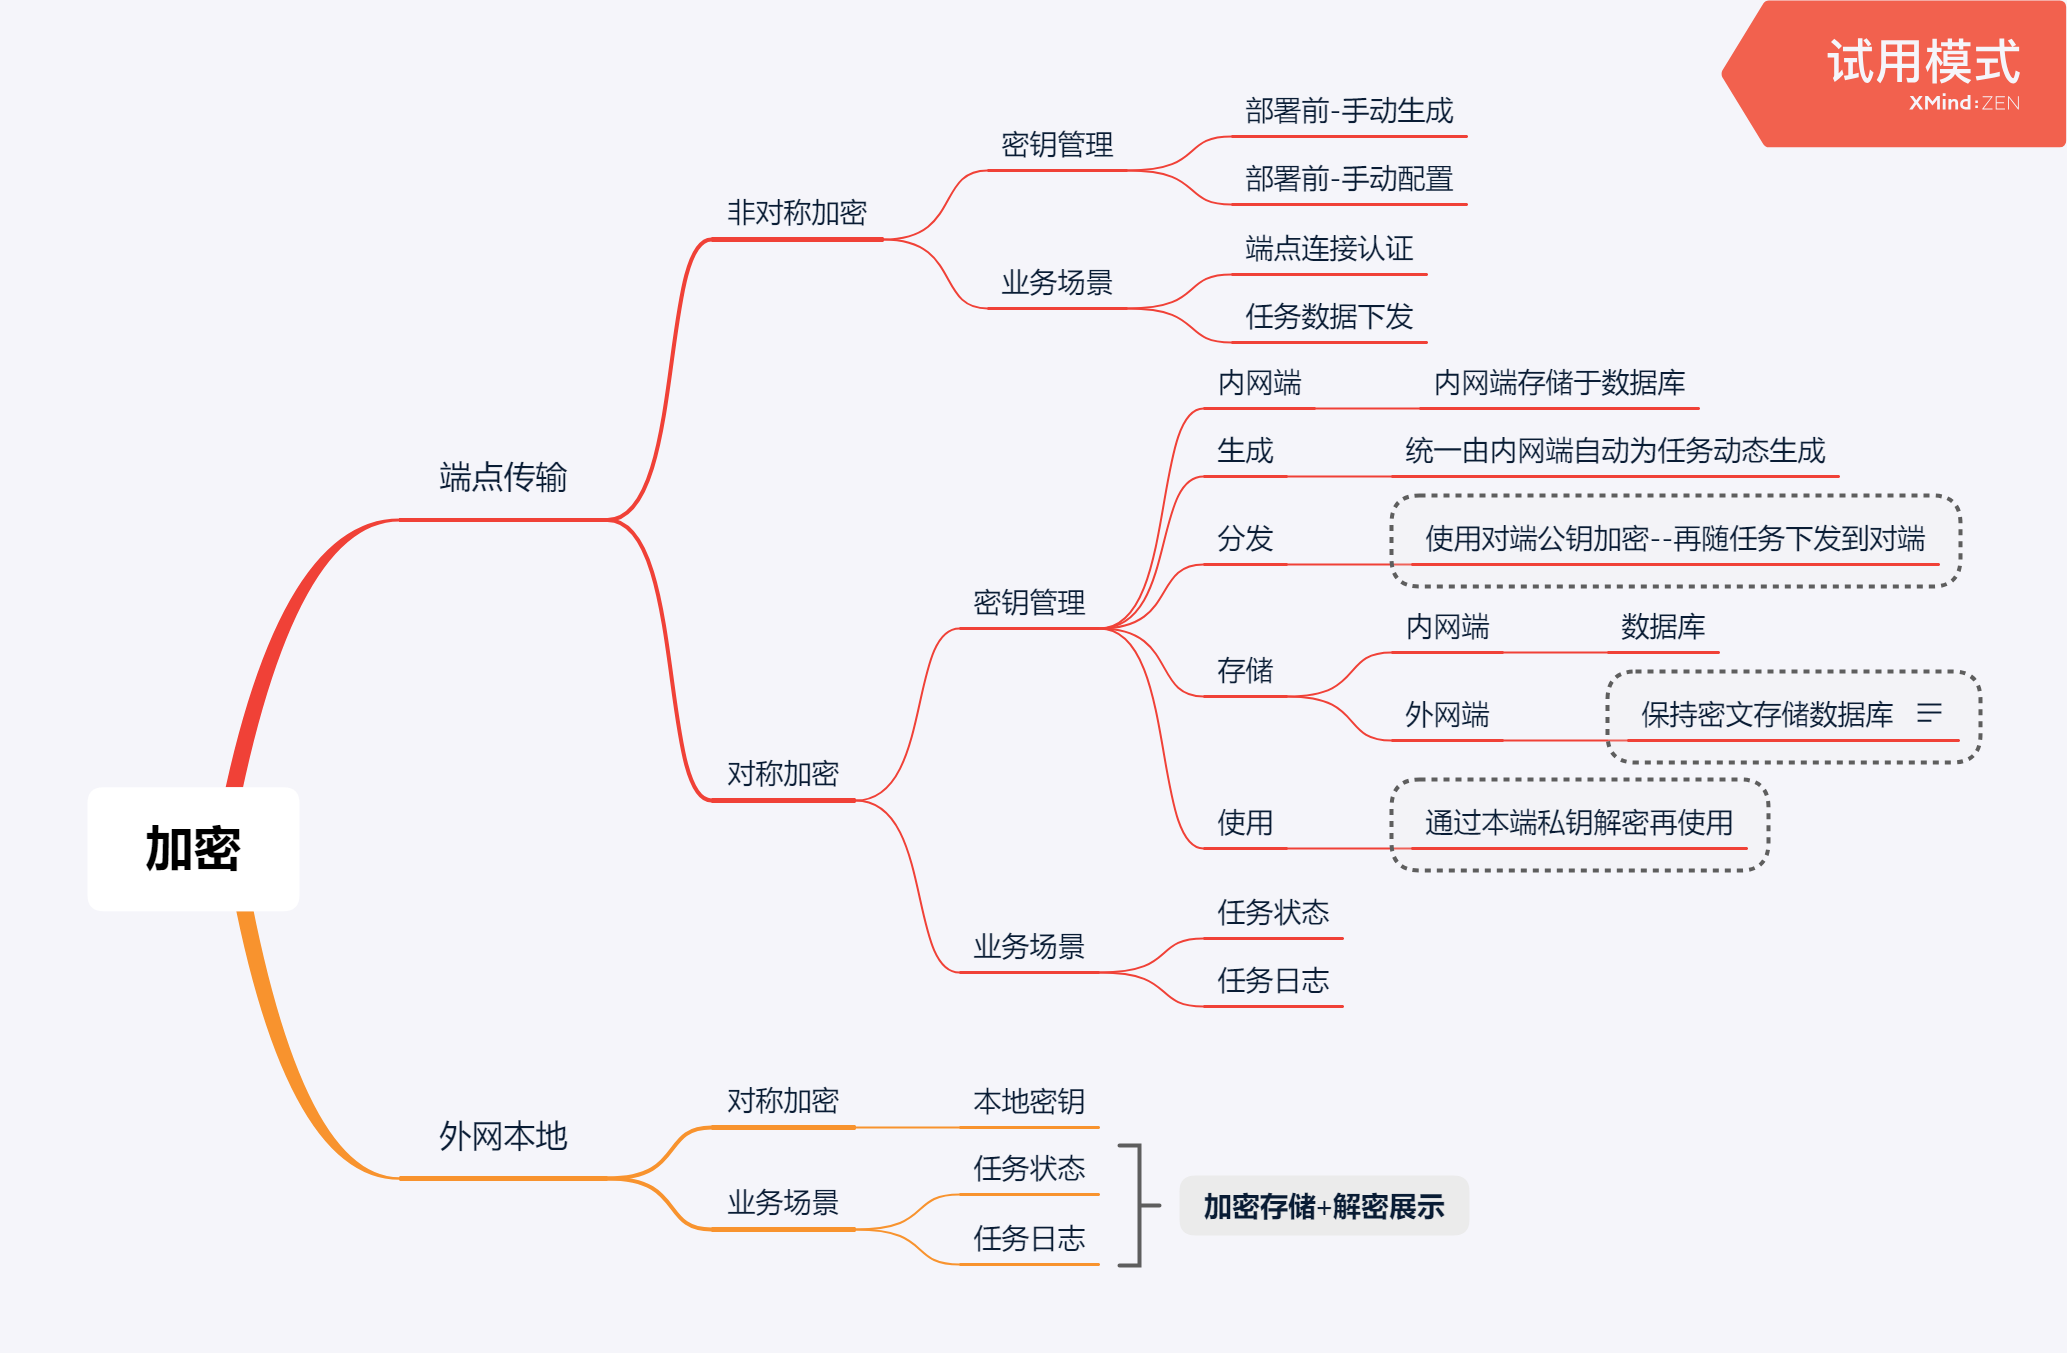 试用模式
XMind:ZEN
加密
端点传输
非对称加密
密钥管理
部署前-手动生成
部署前-手动配置
业务场景
端点连接认证
任务数据下发
对称加密
密钥管理
内网端
内网端存储于数据库
生成
统一由内网端自动为任务动态生成
分发
使用对端公钥加密--再随任务下发到对端
存储
内网端
数据库
外网端
保持密文存储数据库
使用
通过本端私钥解密再使用
业务场景
任务状态
任务日志
外网本地
对称加密
本地密钥
业务场景
任务状态
任务日志
加密存储+解密展示